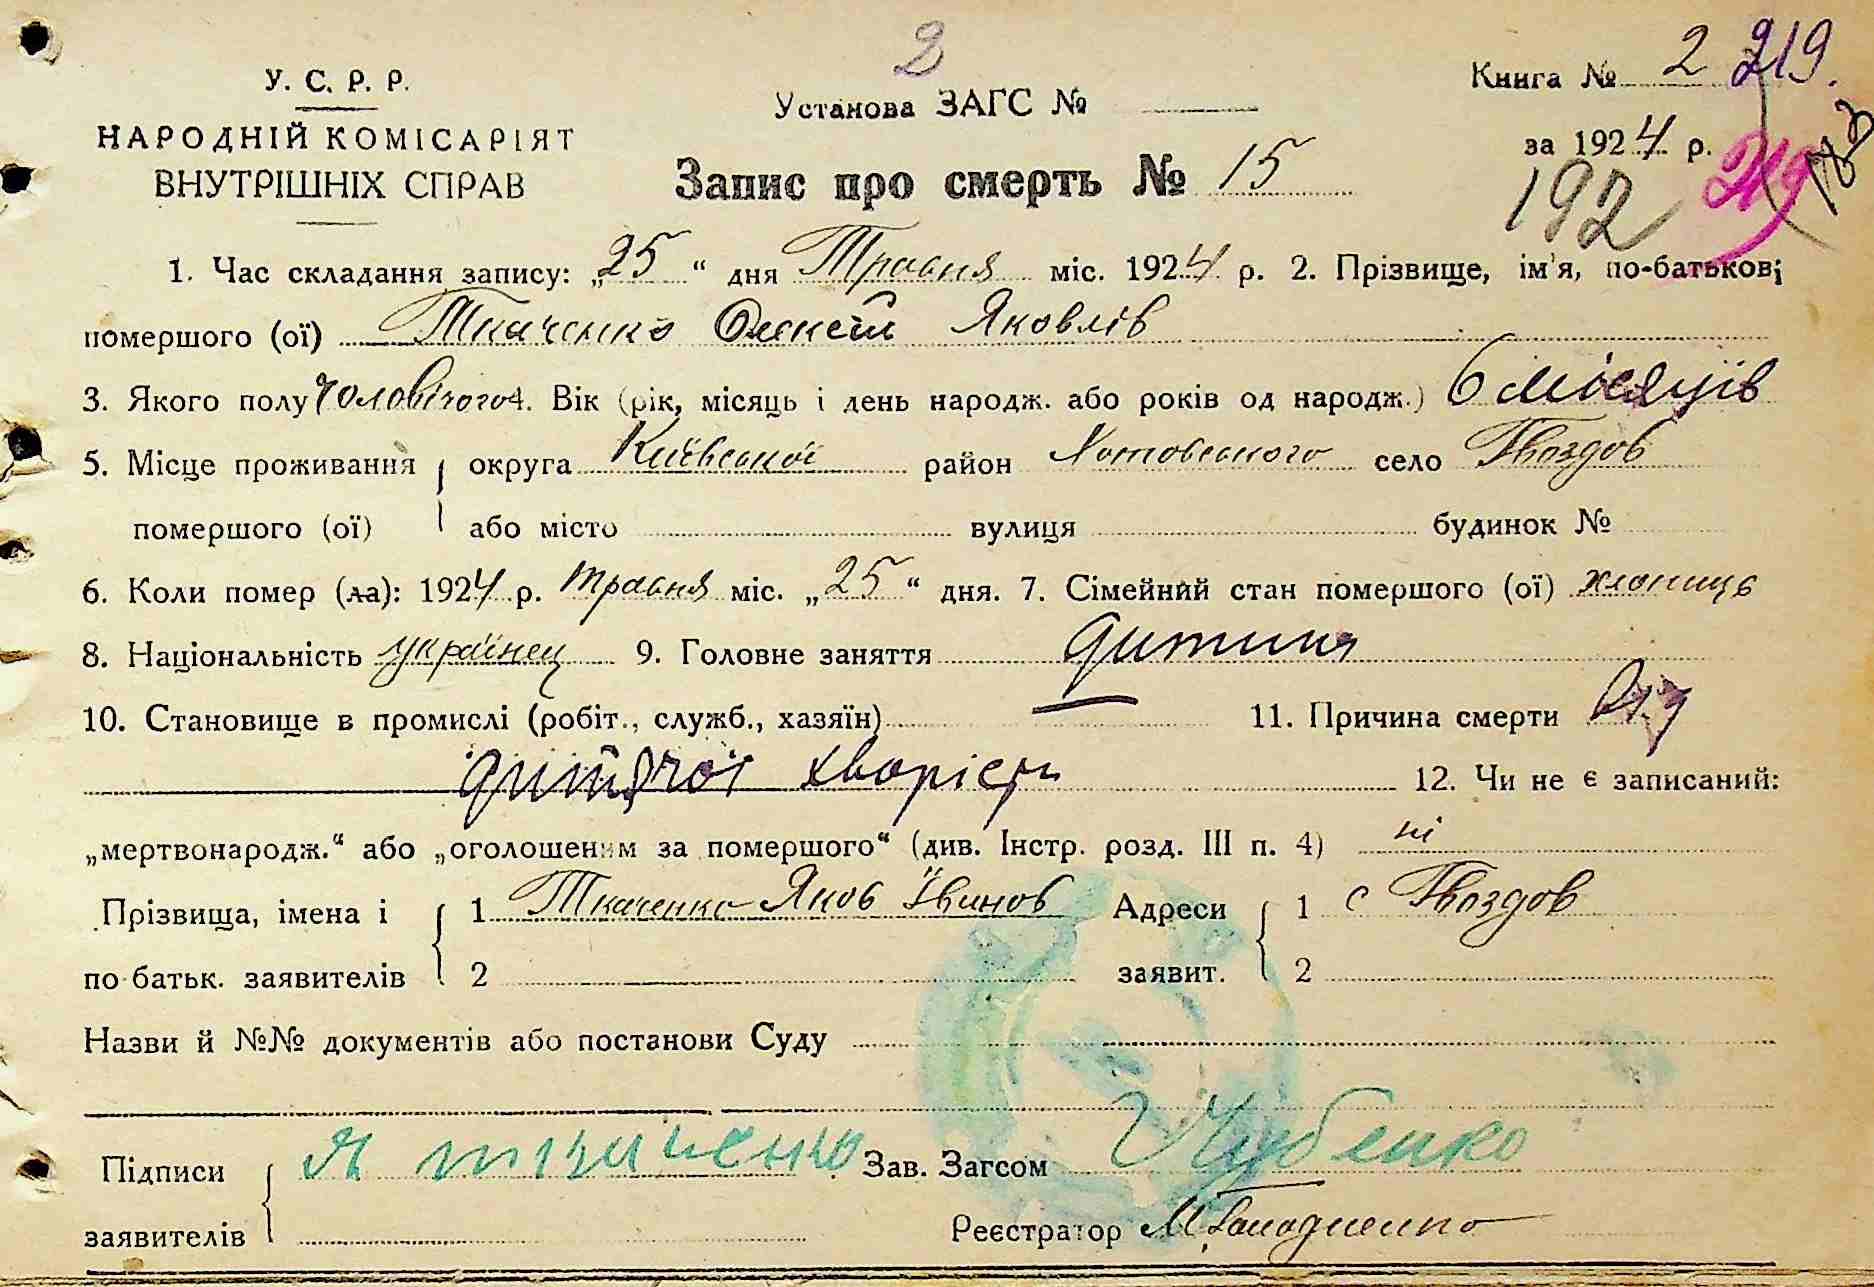 2
У. С. Р. Р.
НАРОДНІЙ КОМІСАРІЯТ
ВНУТРІШНІХ СПРАВ
Установа ЗАГС №
Запис про смерть № 15
Книга № 2 219.
за 1924 р. 219
192
1. Час складання запису: „25“ дня Травня міс. 1924 р. 2. Прізвище, ім'я, по-батькові
помершого (ої) Ткаченко Олексій Яковлів
3. Якого полу чоловічого 4. Вік (рік, місяць і день народж. або років од народж.) 6 місяців
5. Місце проживання округа Київської район Хотовського село Гвоздов
помершого (ої) або місто вулиця будинок №
6. Коли помер (ла): 1924 р. травня міс. „25“ дня. 7. Сімейний стан помершого (ої) хлопиць
8. Національність українец 9. Головне заняття дитиня
10. Становище в промислі (робіт., служб., хазяїн) — 11. Причина смерти Од
дитячої хваріст
12. Чи не є записаний:
„мертвонародж.“ або „оголошеним за помершого“ (див. Інстр. розд. III п. 4) ні
Прізвища, імена і 1 Ткаченко Яков Іванов Адреси 1 с Гвоздов
по-батьк. заявителів 2 заявит. 2
Назви й №№ документів або постанови Суду
Підписи Я ткаченко Зав. Загсом
заявителів Реєстратор